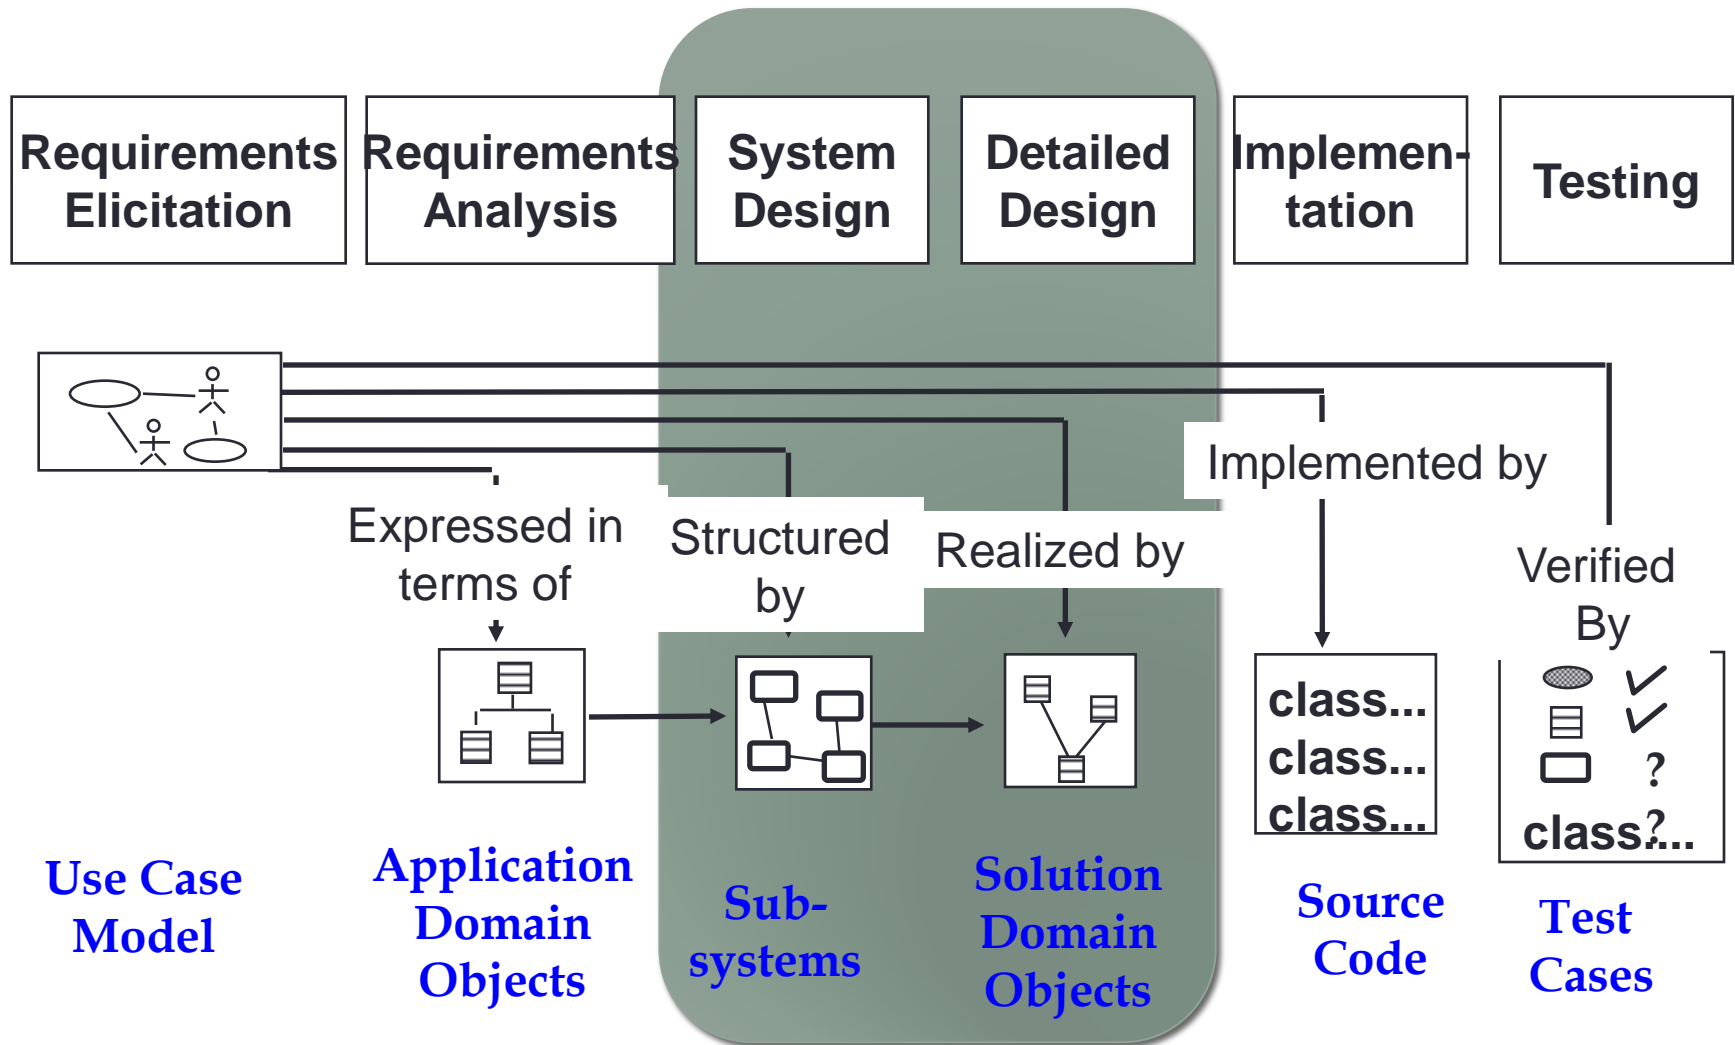 Requirements
Elicitation
Requirements
Analysis
System
Design
Detailed
Design
Implemen-
tation
Testing
Expressed in
terms of
Structured
by
Realized by
Implemented by
Verified
By
class...
class...
class...
?
?
class....
Use Case
Model
Application
Domain
Objects
Sub-
systems
Solution
Domain
Objects
Source
Code
Test
Cases